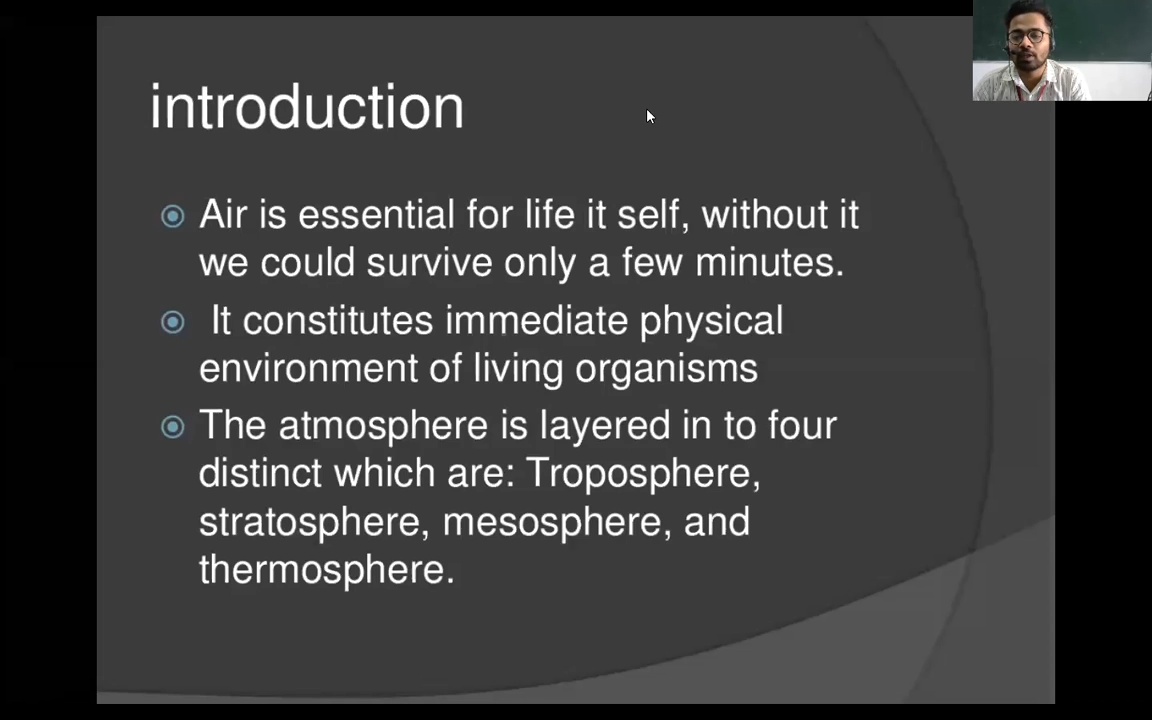 introduction
Air is essential for life it self, without it
we could survive only a few minutes.
It constitutes immediate physical
environment of living organisms
The atmosphere is layered in to four
distinct which are: Troposphere,
stratosphere, mesosphere, and
thermosphere.